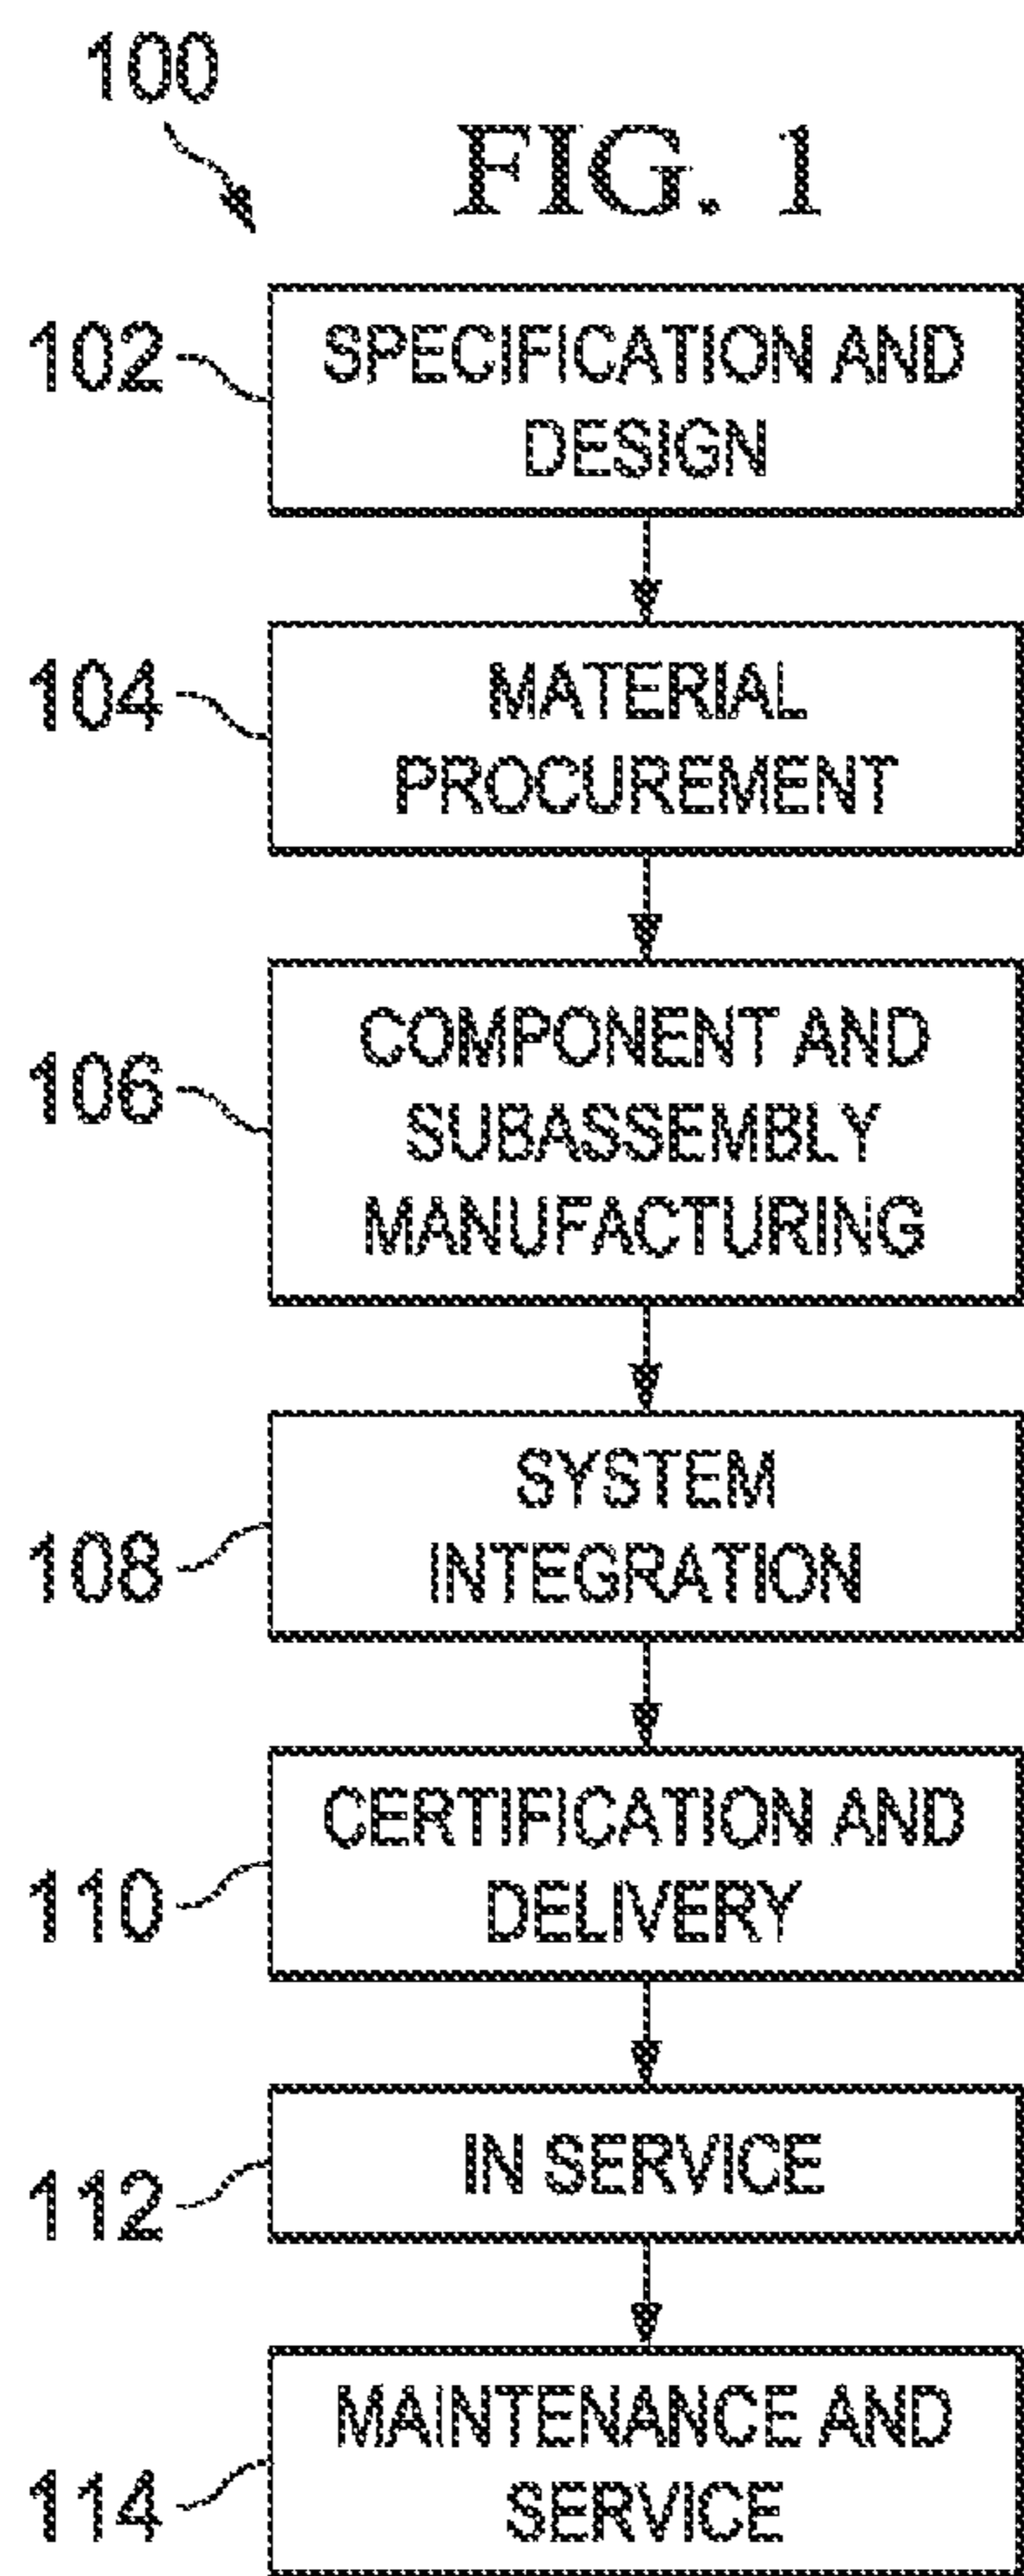 100
FIG. 1
102
SPECIFICATION AND
DESIGN
104
MATERIAL
PROCUREMENT
106
COMPONENT AND
SUBASSEMBLY
MANUFACTURING
108
SYSTEM
INTEGRATION
110
CERTIFICATION AND
DELIVERY
112
IN SERVICE
114
MAINTENANCE AND
SERVICE